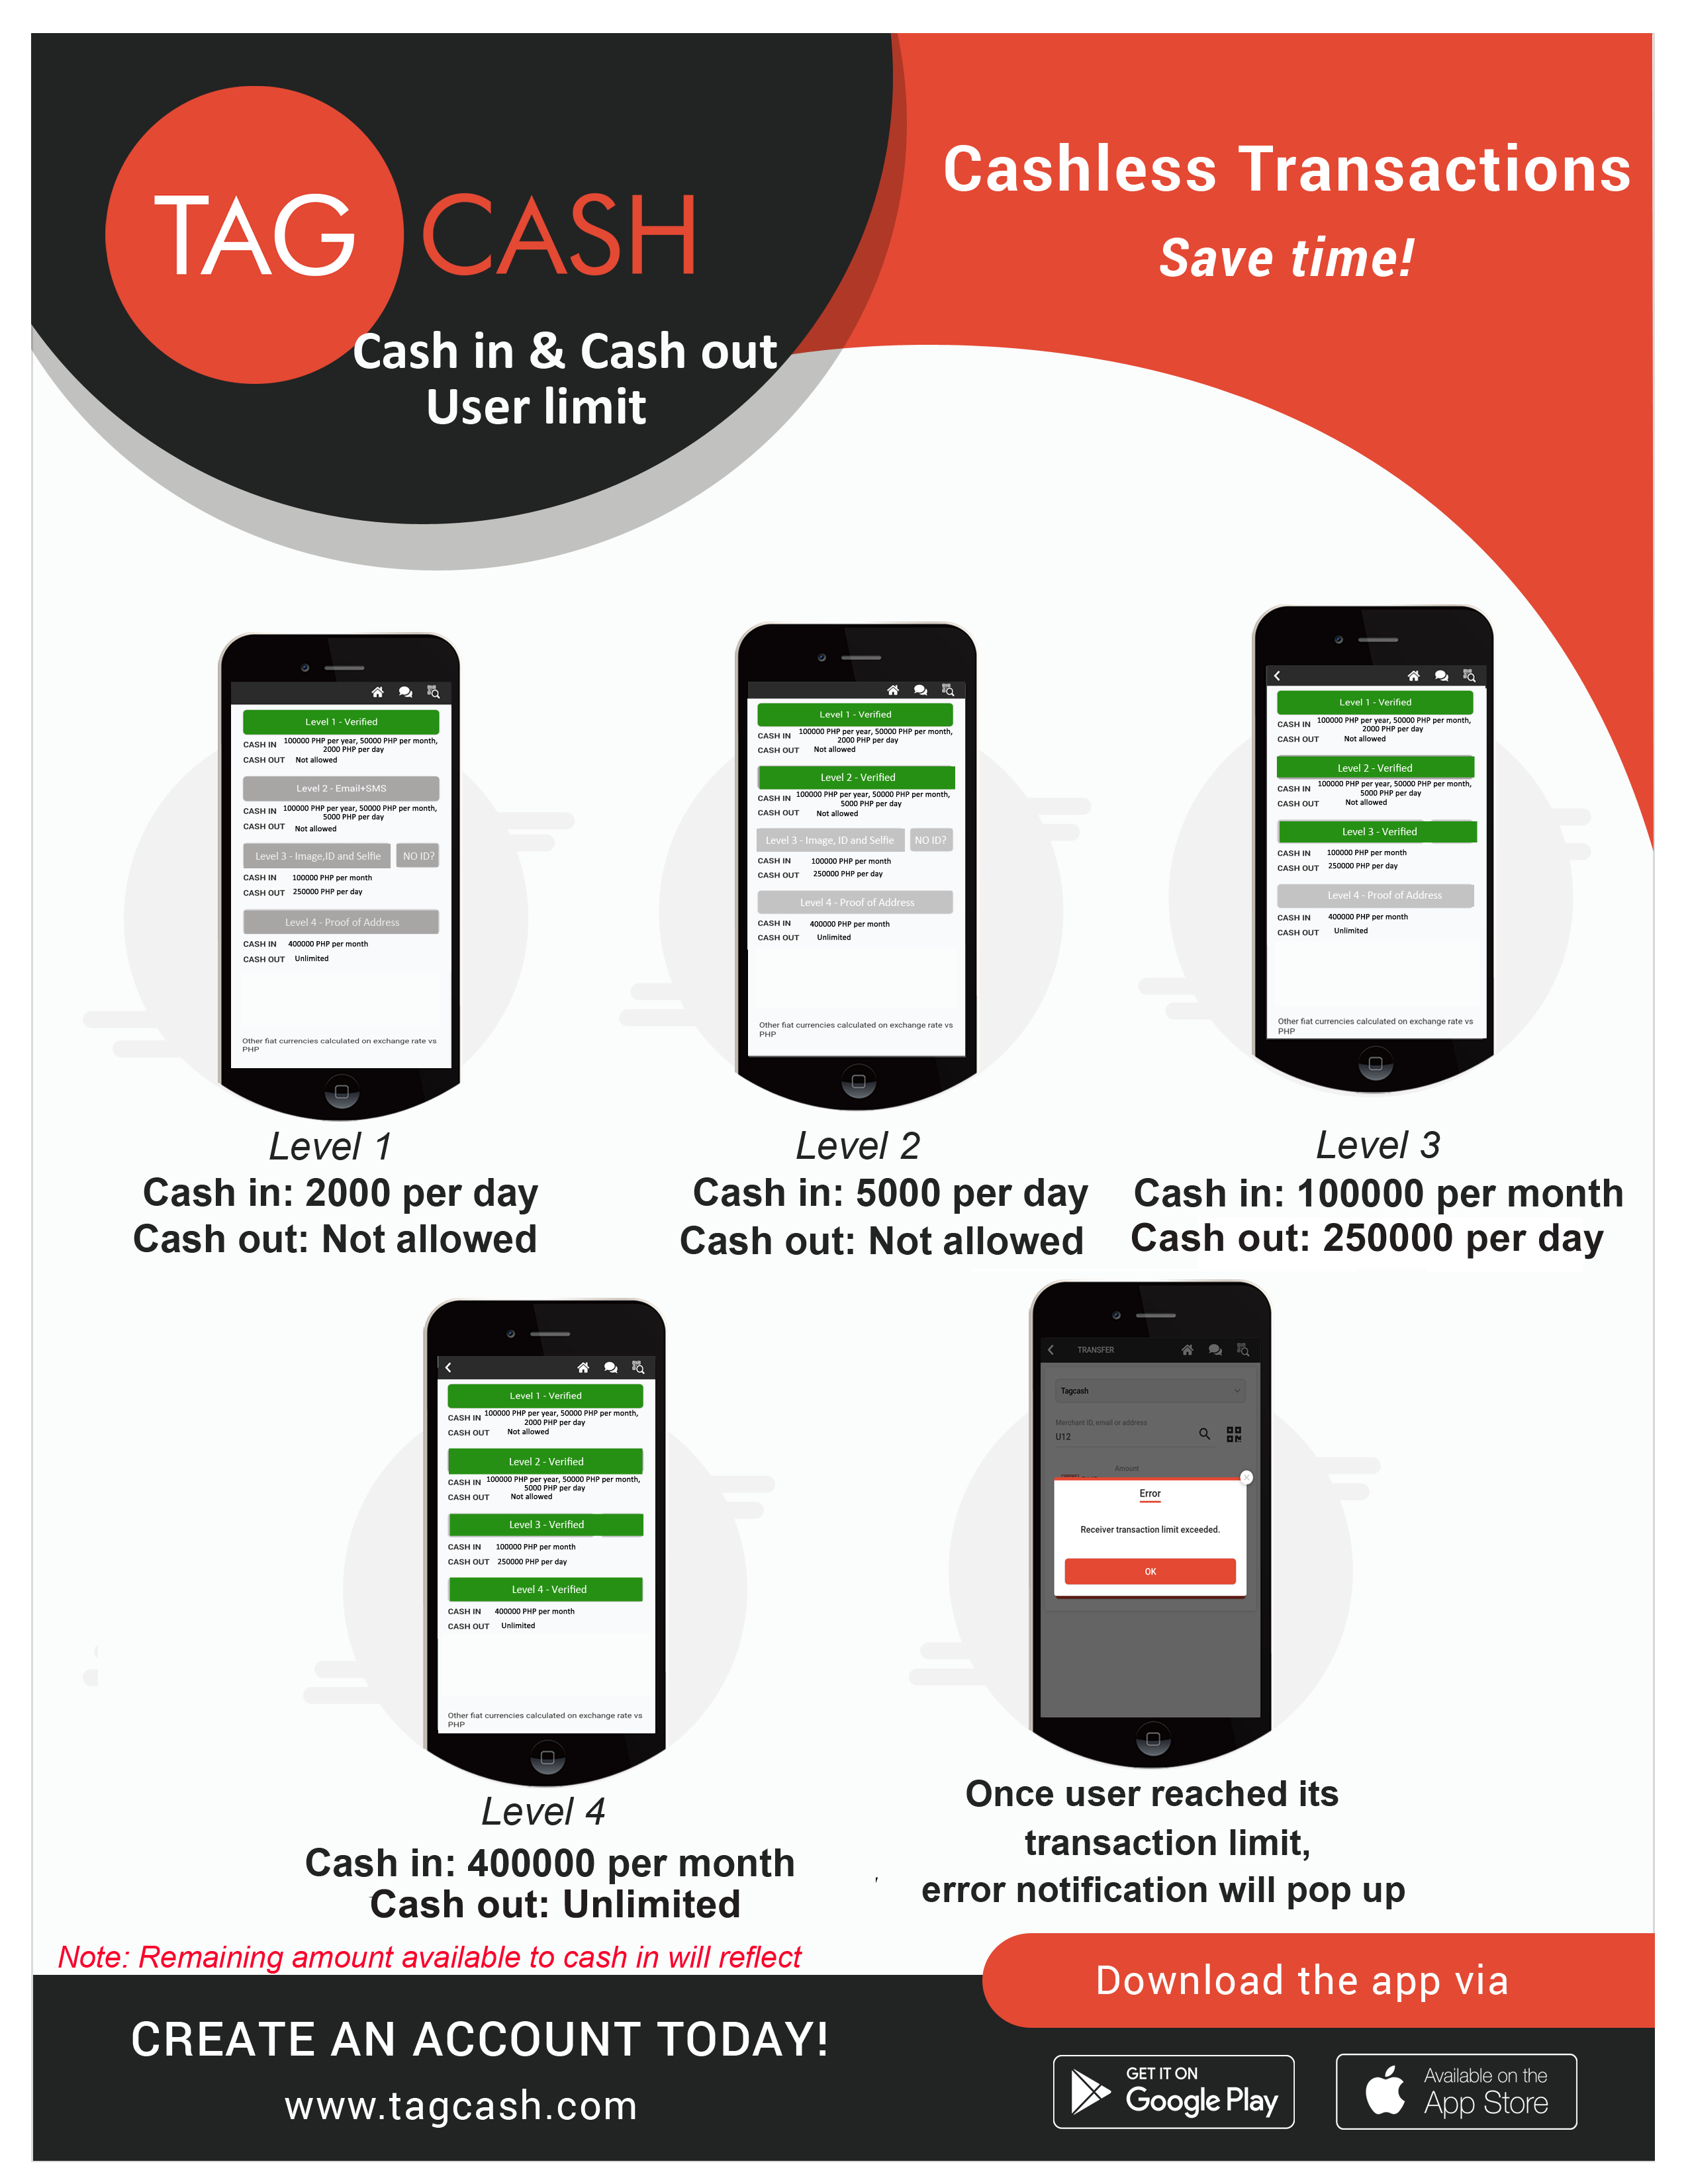 TAG CASH
Cash in & Cash out
User limit
Cashless Transactions
Save time!
Level 1 - Verified
CASH IN 100000 PHP per year, 50000 PHP per month,
2000 PHP per day
CASH OUT Not allowed
Level 2 - Email+SMS
CASH IN 100000 PHP per year, 50000 PHP per month,
5000 PHP per day
CASH OUT Not allowed
Level 3 - Image,ID and Selfie NO ID?
CASH IN 100000 PHP per month
CASH OUT 250000 PHP per day
Level 4 - Proof of Address
CASH IN 400000 PHP per month
CASH OUT Unlimited
Other fiat currencies calculated on exchange rate vs
PHP
Level 1
Cash in: 2000 per day
Cash out: Not allowed
Level 1 - Verified
CASH IN 100000 PHP per year, 50000 PHP per month,
2000 PHP per day
CASH OUT Not allowed
Level 2 - Verified
CASH IN 100000 PHP per year, 50000 PHP per month,
5000 PHP per day
CASH OUT Not allowed
Level 3 - Image, ID and Selfie NO ID?
CASH IN 100000 PHP per month
CASH OUT 250000 PHP per day
Level 4 - Proof of Address
CASH IN 400000 PHP per month
CASH OUT Unlimited
Other fiat currencies calculated on exchange rate vs
PHP
Level 2
Cash in: 5000 per day
Cash out: Not allowed
Level 1 - Verified
CASH IN 100000 PHP per year, 50000 PHP per month,
2000 PHP per day
CASH OUT Not allowed
Level 2 - Verified
CASH IN 100000 PHP per year, 50000 PHP per month,
5000 PHP per day
CASH OUT Not allowed
Level 3 - Verified
CASH IN 100000 PHP per month
CASH OUT 250000 PHP per day
Level 4 - Proof of Address
CASH IN 400000 PHP per month
CASH OUT Unlimited
Other fiat currencies calculated on exchange rate vs
PHP
Level 3
Cash in: 100000 per month
Cash out: 250000 per day
Level 1 - Verified
CASH IN 100000 PHP per year, 50000 PHP per month,
2000 PHP per day
CASH OUT Not allowed
Level 2 - Verified
CASH IN 100000 PHP per year, 50000 PHP per month,
5000 PHP per day
CASH OUT Not allowed
Level 3 - Verified
CASH IN 100000 PHP per month
CASH OUT 250000 PHP per day
Level 4 - Verified
CASH IN 400000 PHP per month
CASH OUT Unlimited
Other fiat currencies calculated on exchange rate vs
PHP
Level 4
Cash in: 400000 per month
Cash out: Unlimited
TRANSFER
Tagcash
Merchant ID, email or address
U12
Amount
Error
Receiver transaction limit exceeded.
OK
Once user reached its
transaction limit,
error notification will pop up
Note: Remaining amount available to cash in will reflect
CREATE AN ACCOUNT TODAY!
www.tagcash.com
Download the app via
GET IT ON
Google Play
Available on the
App Store